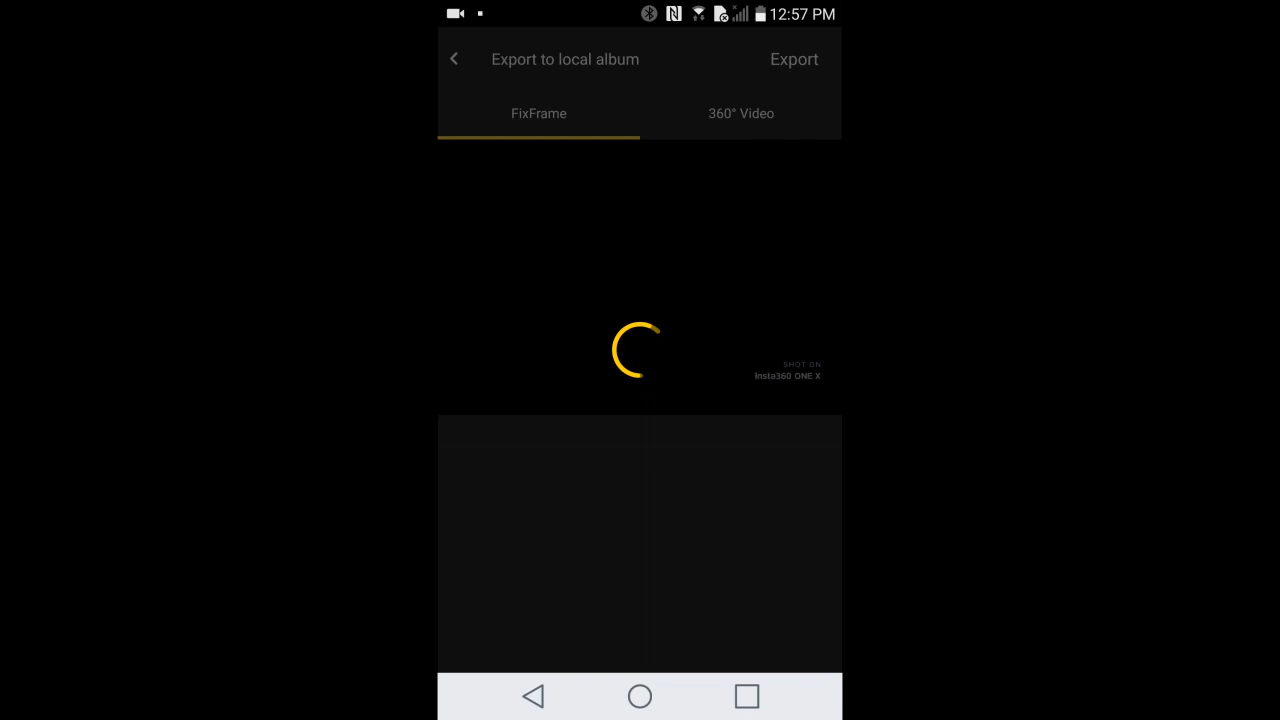 12:57 PM
Export to local album
Export
FixFrame
360° Video
SHOT ON
Insta360 ONE X